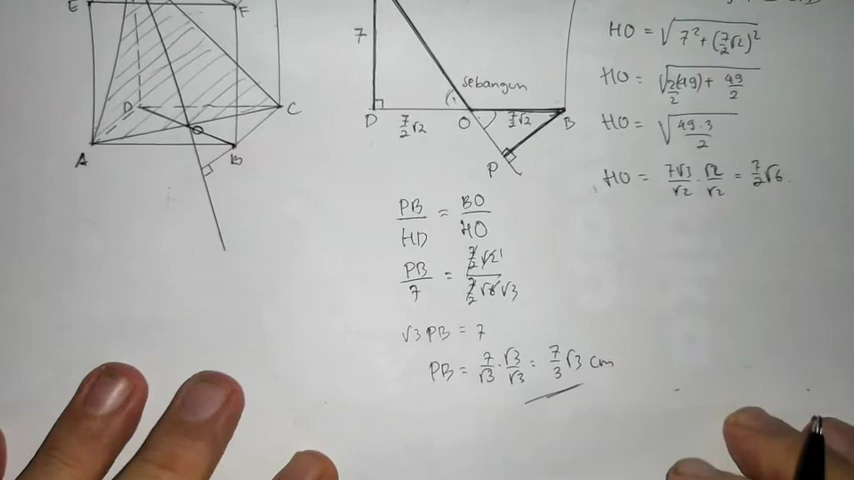 E
F
D
C
O
A
B
7
sebangun
D
7/2 √2
O
7/2 √2
B
P
HO = √(7² + (7/2 √2)²)
HO = √(2/2 (49) + 49/2)
HO = √(49·3/2)
HO = 7√3/√2 · √2/√2 = 7/2 √6.
PB/HD = BO/HO
PB/7 = 7/2 √2 1 / 7/2 √6 √3
√3 PB = 7
PB = 7/√3 · √3/√3 = 7/3 √3 cm